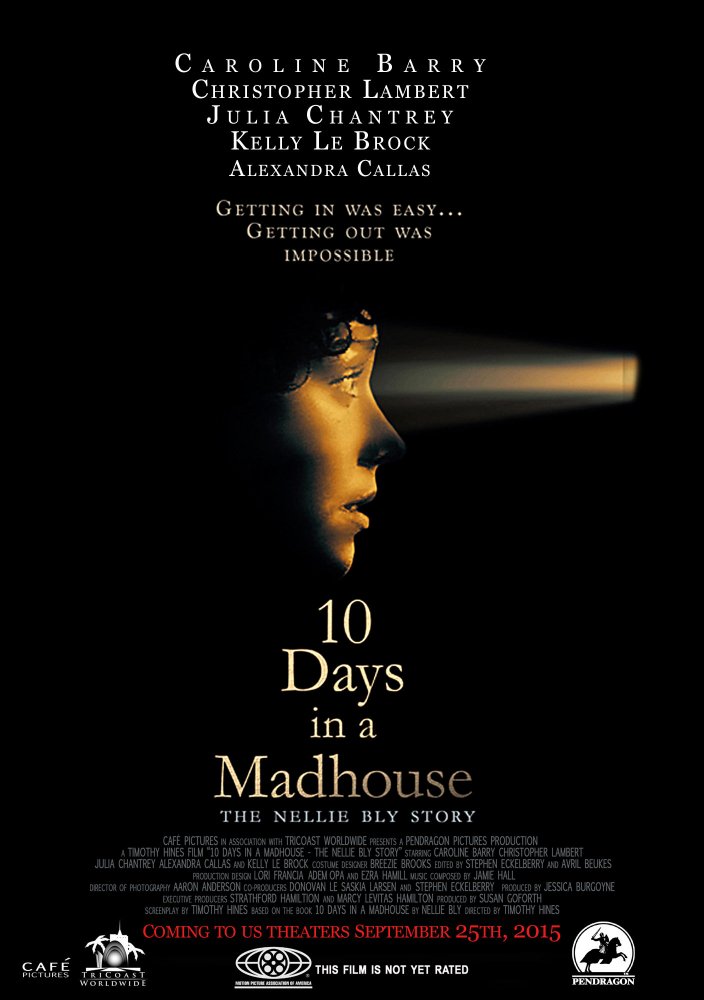 CAROLINE BARRY
CHRISTOPHER LAMBERT
JULIA CHANTREY
KELLY LE BROCK
ALEXANDRA CALLAS
GETTING IN WAS EASY...
GETTING OUT WAS
IMPOSSIBLE
10
Days
in a
Madhouse
THE NELLIE BLY STORY
CAFÉ PICTURES IN ASSOCIATION WITH TRICOAST WORLDWIDE PRESENTS A PENDRAGON PICTURES PRODUCTION
A TIMOTHY HINES FILM "10 DAYS IN A MADHOUSE - THE NELLIE BLY STORY" STARRING CAROLINE BARRY CHRISTOPHER LAMBERT
JULIA CHANTREY ALEXANDRA CALLAS AND KELLY LE BROCK COSTUME DESIGNER BREEZIE BROOKS EDITED BY STEPHEN ECKELBERRY AND AVRIL BEUKES
PRODUCTION DESIGN LORI FRANCIA ADEM OPA AND EZRA HAMILL MUSIC COMPOSED BY JAMIE HALL
DIRECTOR OF PHOTOGRAPHY AARON ANDERSON CO-PRODUCERS DONOVAN LE SASKIA LARSEN AND STEPHEN ECKELBERRY PRODUCED BY JESSICA BURGOYNE
EXECUTIVE PRODUCERS STRATHFORD HAMILTION AND MARCY LEVITAS HAMILTON PRODUCED BY SUSAN GOFORTH
SCREENPLAY BY TIMOTHY HINES BASED ON THE BOOK 10 DAYS IN A MADHOUSE BY NELLIE BLY DIRECTED BY TIMOTHY HINES
COMING TO US THEATERS SEPTEMBER 25TH, 2015
CAFÉ
PICTURES
TRICOAST
WORLDWIDE
MOTION PICTURE ASSOCIATION OF AMERICA
THIS FILM IS NOT YET RATED
PENDRAGON